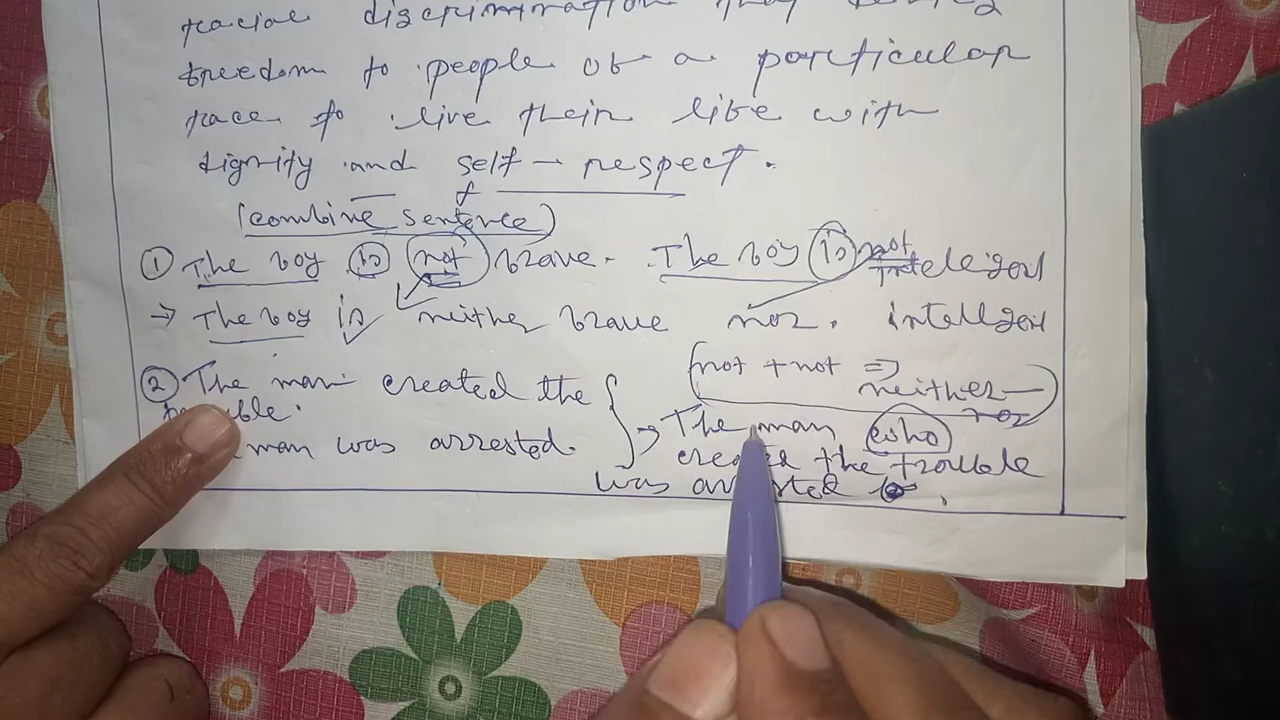 racial discrimination they
freedom to people of a particular
race to live their life with
dignity and self - respect.
(combine sentence)
① The boy is not brave. The boy is not intelligent
→ The boy is neither brave nor. intelligent
(not + not ⇒ neither— nor)
② The man created the
The man was arrested.
→ The man who
created the trouble
was arrested